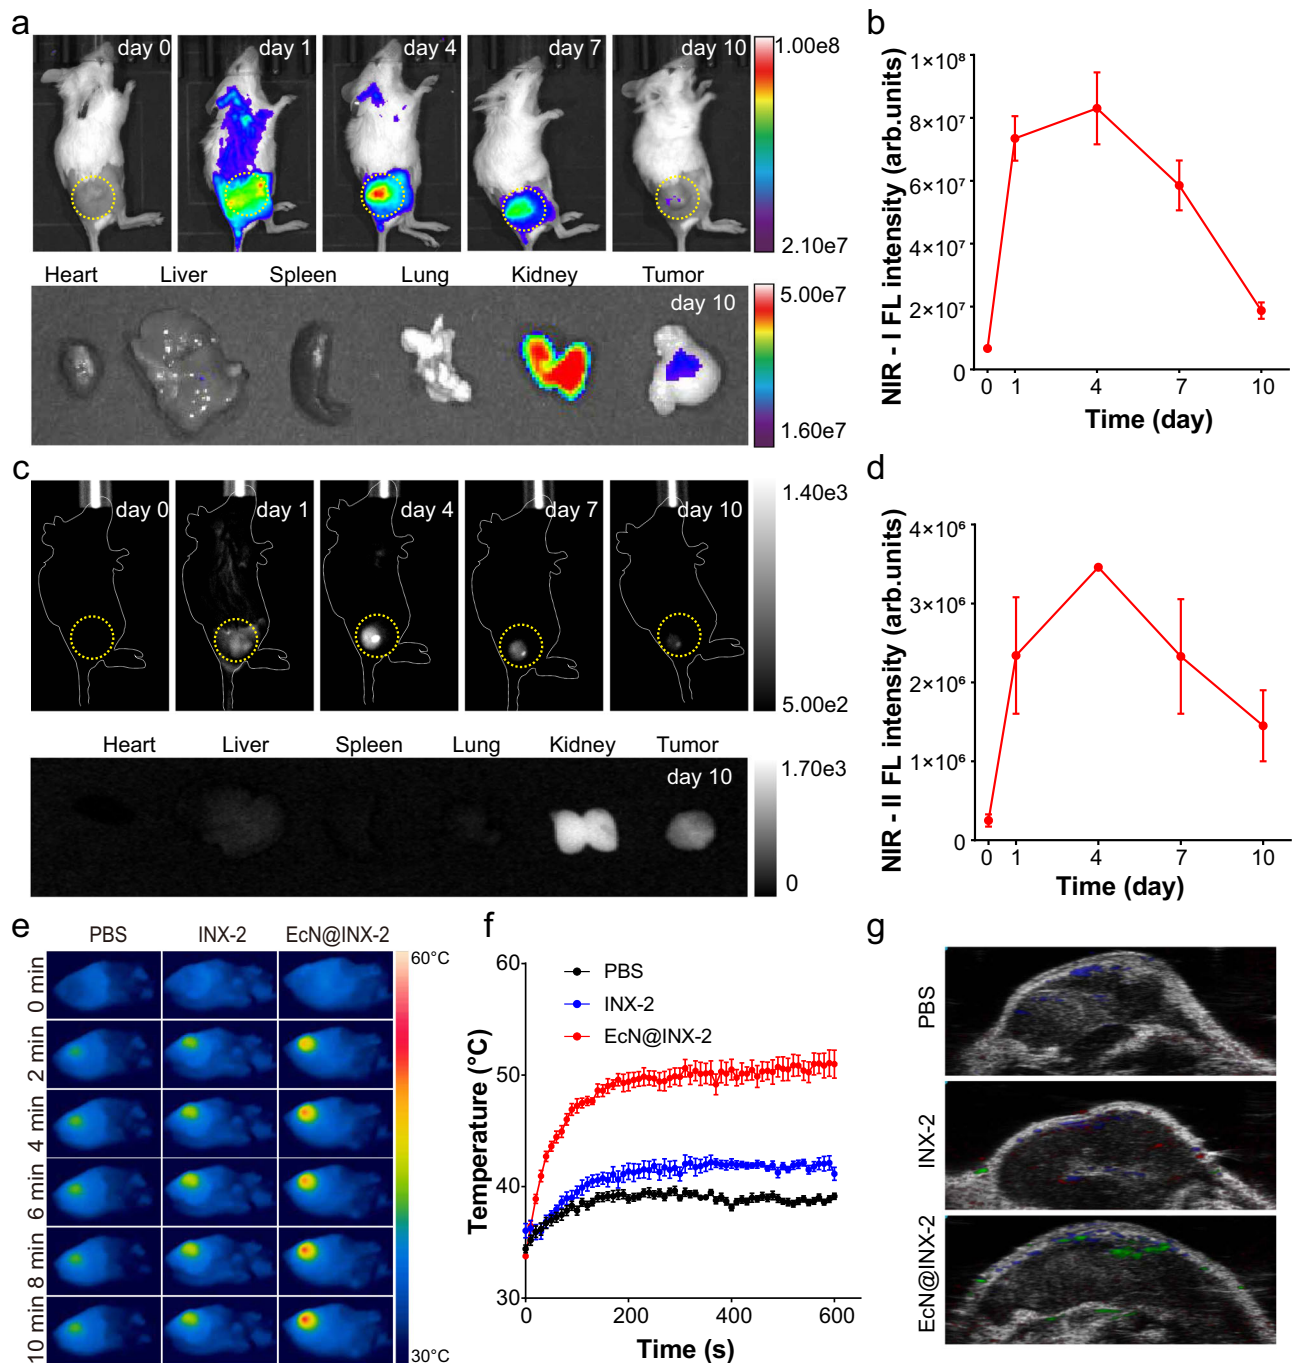 a
day 0
day 1
day 4
day 7
day 10
1.00e8
2.10e7
Heart
Liver
Spleen
Lung
Kidney
Tumor
day 10
5.00e7
1.60e7
b
NIR - I FL intensity (arb.units)
1×10⁸
8×10⁷
6×10⁷
4×10⁷
2×10⁷
0
0 1 4 7 10
Time (day)
c
day 0
day 1
day 4
day 7
day 10
1.40e3
5.00e2
Heart
Liver
Spleen
Lung
Kidney
Tumor
day 10
1.70e3
0
d
NIR - II FL intensity (arb.units)
4×10⁶
3×10⁶
2×10⁶
1×10⁶
0
0 1 4 7 10
Time (day)
e
PBS
INX-2
EcN@INX-2
0 min
2 min
4 min
6 min
8 min
10 min
60°C
30°C
f
Temperature (°C)
60
50
40
30
PBS
INX-2
EcN@INX-2
0 200 400 600
Time (s)
g
PBS
INX-2
EcN@INX-2